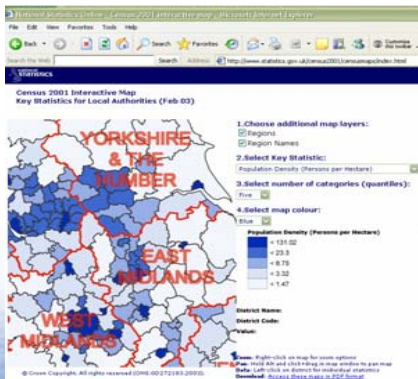 National Statistics Online - Census 2001 interactive map - Microsoft Internet Explorer
File Edit View Favorites Tools Help
Back Search Favorites
Search the Web Search Address http://www.statistics.gov.uk/census2001/censusmaps/index.html
STATISTICS
Census 2001 Interactive Map
Key Statistics for Local Authorities (Feb 03)
YORKSHIRE
& THE
HUMBER
EAST
MIDLANDS
WEST
MIDLANDS
1.Choose additional map layers:
Regions
Region Names
2.Select Key Statistic:
Population Density (Persons per Hectare)
3.Select number of categories (quantiles):
Five
4.Select map colour:
Blue
Population Density (Persons per Hectare)
< 131.02
< 23.5
< 8.75
< 3.32
< 1.47
District Name:
District Code:
Value:
Zoom: Right-click on map for zoom options
Pan: Hold Alt and click+drag in map window to pan map
Data: Left-click on district for individual statistics
Download: Access these maps in PDF format
© Crown Copyright. All rights reserved (ONS.GD272183.2003).